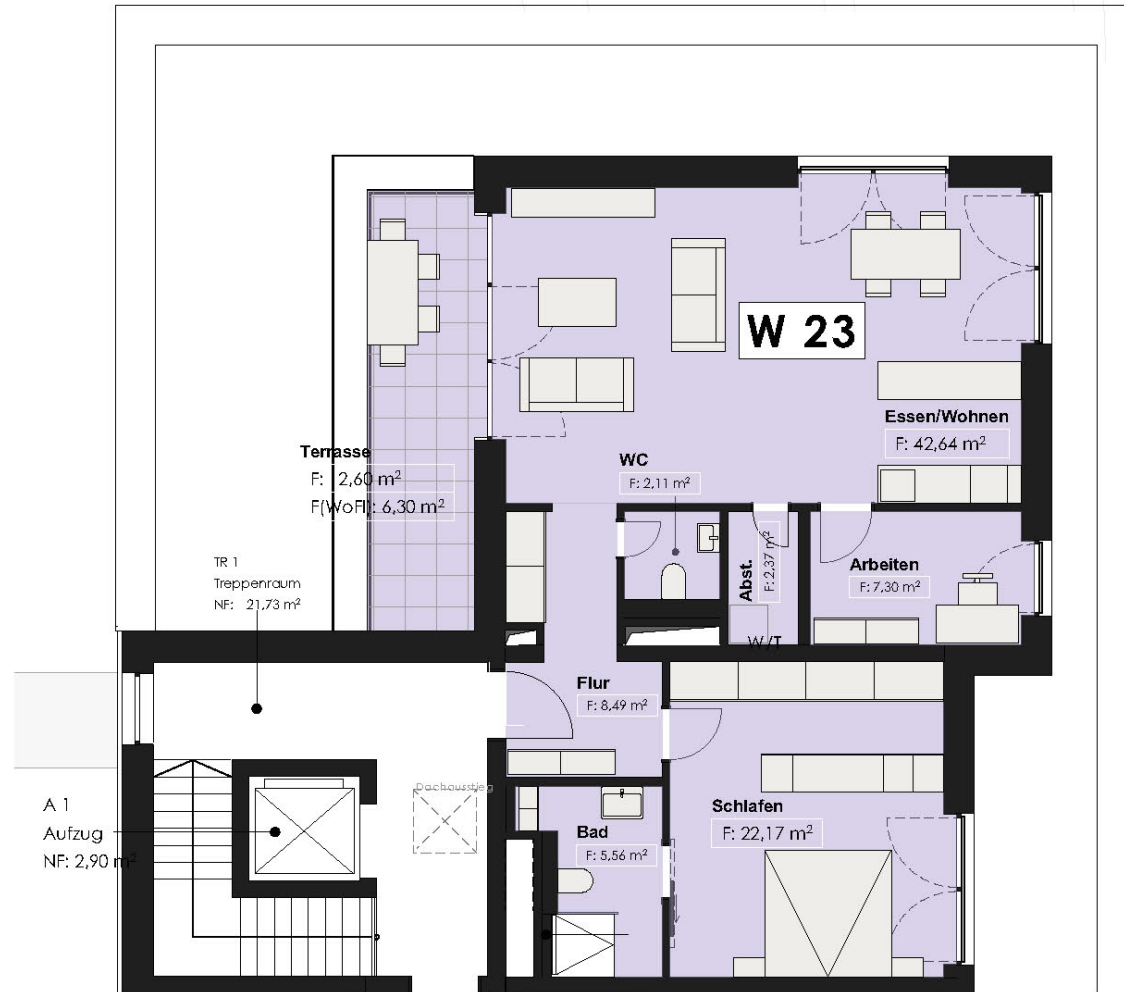 W 23
Essen/Wohnen
F: 42,64 m²
Terrasse
F: 12,60 m²
F(WoFl): 6,30 m²
WC
F: 2,11 m²
Abst.
F: 2,37 m²
W/T
Arbeiten
F: 7,30 m²
TR 1
Treppenraum
NF: 21,73 m²
Flur
F: 8,49 m²
A 1
Aufzug
NF: 2,90 m²
Dachausstieg
Bad
F: 5,56 m²
Schlafen
F: 22,17 m²